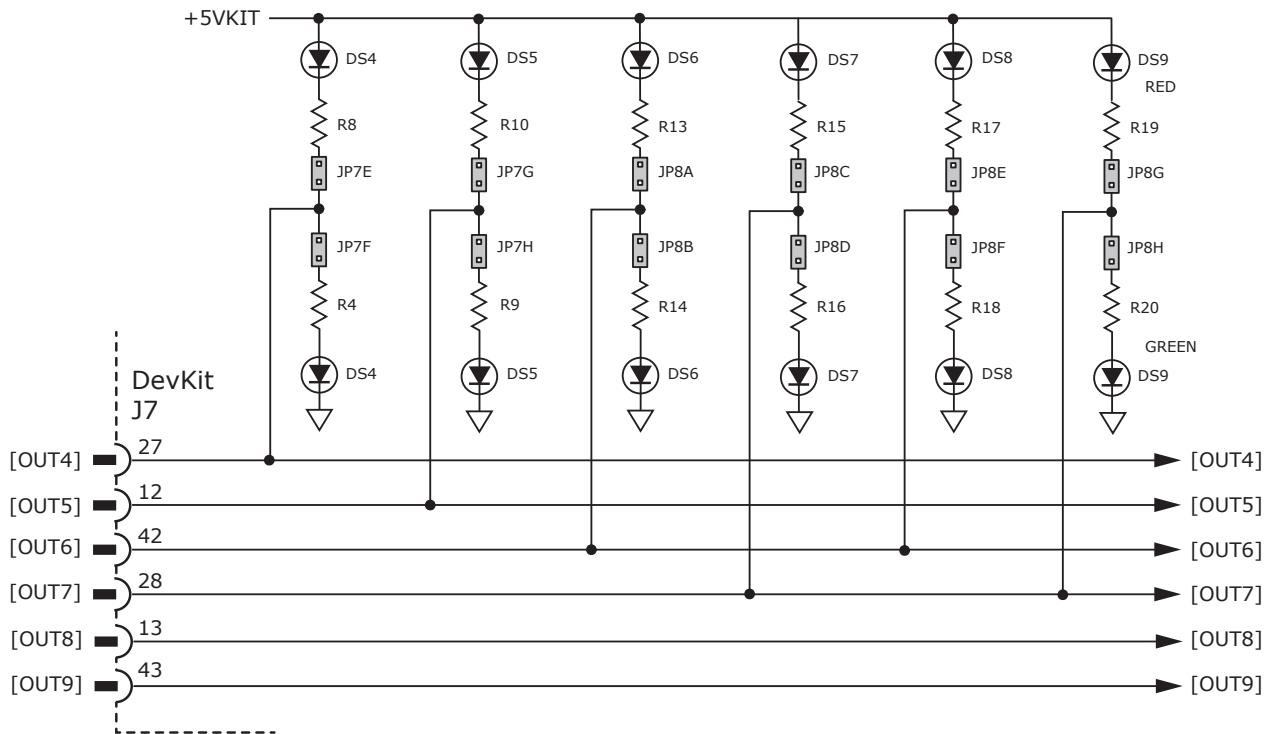 +5VKIT
DS4
DS5
DS6
DS7
DS8
DS9
RED
R8
R10
R13
R15
R17
R19
JP7E
JP7G
JP8A
JP8C
JP8E
JP8G
JP7F
JP7H
JP8B
JP8D
JP8F
JP8H
R4
R9
R14
R16
R18
R20
GREEN
DS4
DS5
DS6
DS7
DS8
DS9
DevKit
J7
[OUT4] 27 [OUT4]
[OUT5] 12 [OUT5]
[OUT6] 42 [OUT6]
[OUT7] 28 [OUT7]
[OUT8] 13 [OUT8]
[OUT9] 43 [OUT9]